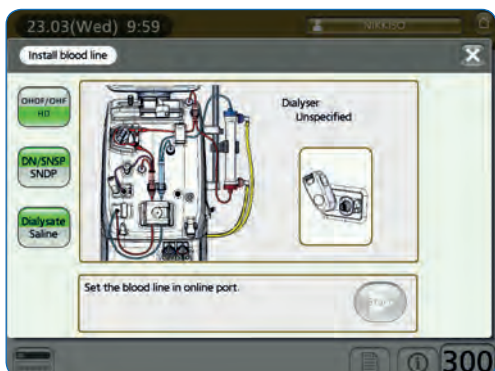 23.03(Wed) 9:59
NIKKISO
Install blood line
OHDF/OHF
HD
DN/SNSP
SNDP
Dialysate
Saline
Dialyser
Unspecified
Set the blood line in online port.
Start
300